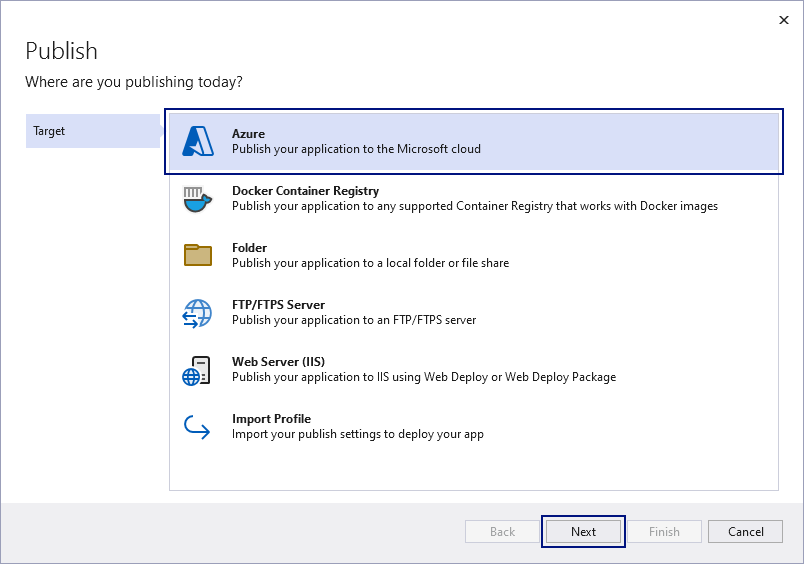 Publish
Where are you publishing today?
Target
Azure
Publish your application to the Microsoft cloud
Docker Container Registry
Publish your application to any supported Container Registry that works with Docker images
Folder
Publish your application to a local folder or file share
FTP/FTPS Server
Publish your application to an FTP/FTPS server
Web Server (IIS)
Publish your application to IIS using Web Deploy or Web Deploy Package
Import Profile
Import your publish settings to deploy your app
Back Next Finish Cancel